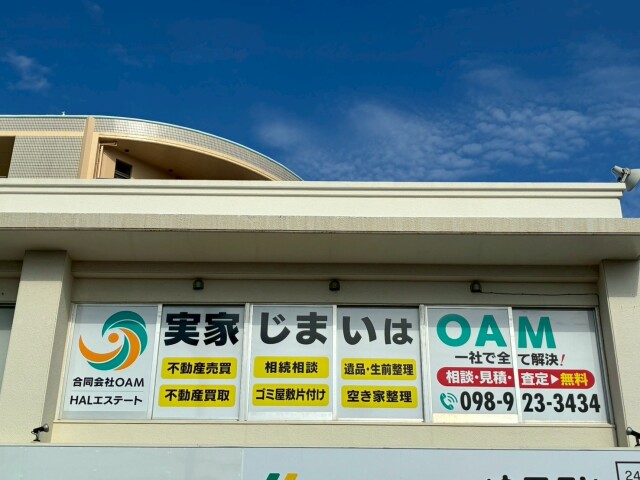 合同会社OAM
HALエステート
実家じまいは OAM
不動産売買
不動産買取
相続相談
ゴミ屋敷片付け
遺品・生前整理
空き家整理
一社で全て解決!
相談・見積・査定▶無料
098-923-3434
24